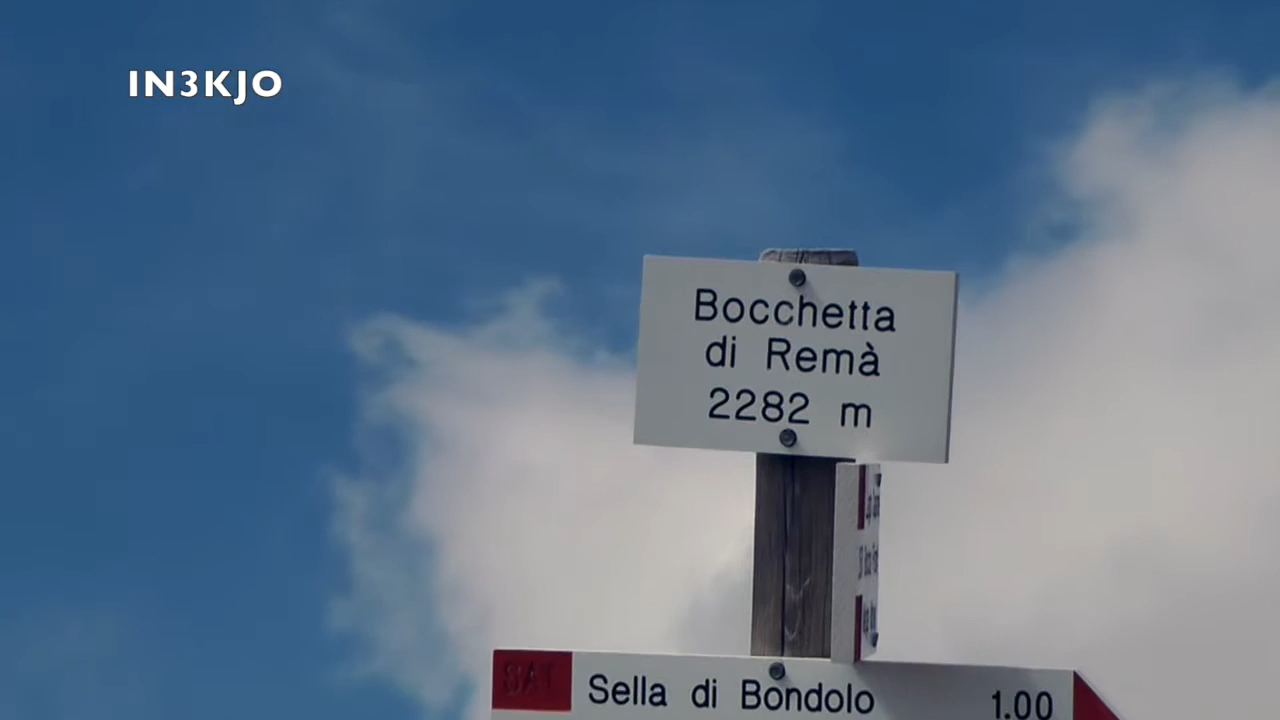 IN3KJO
Bocchetta
di Remà
2282 m
SAT
Sella di Bondolo 1.00